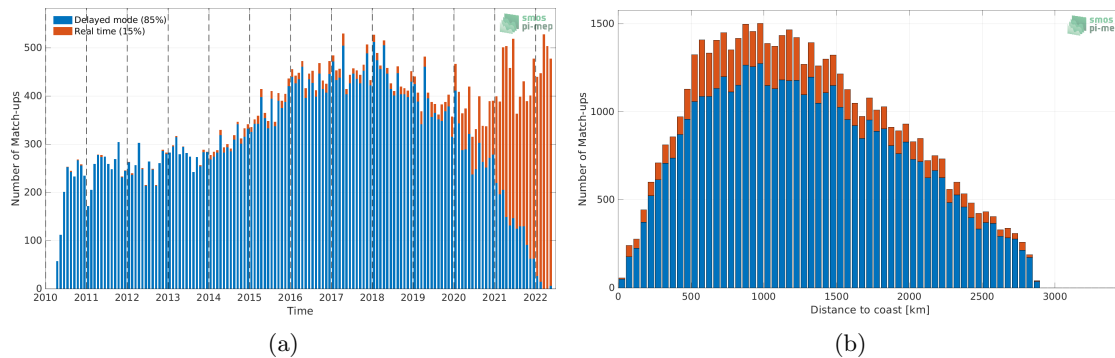 Delayed mode (85%)
Real time (15%)
smos
pi-mep
Number of Match-ups
500
400
300
200
100
0
2010 2011 2012 2013 2014 2015 2016 2017 2018 2019 2020 2021 2022
Time
(a)
smos
pi-mep
Number of Match-ups
1500
1000
500
0
0 500 1000 1500 2000 2500 3000
Distance to coast [km]
(b)